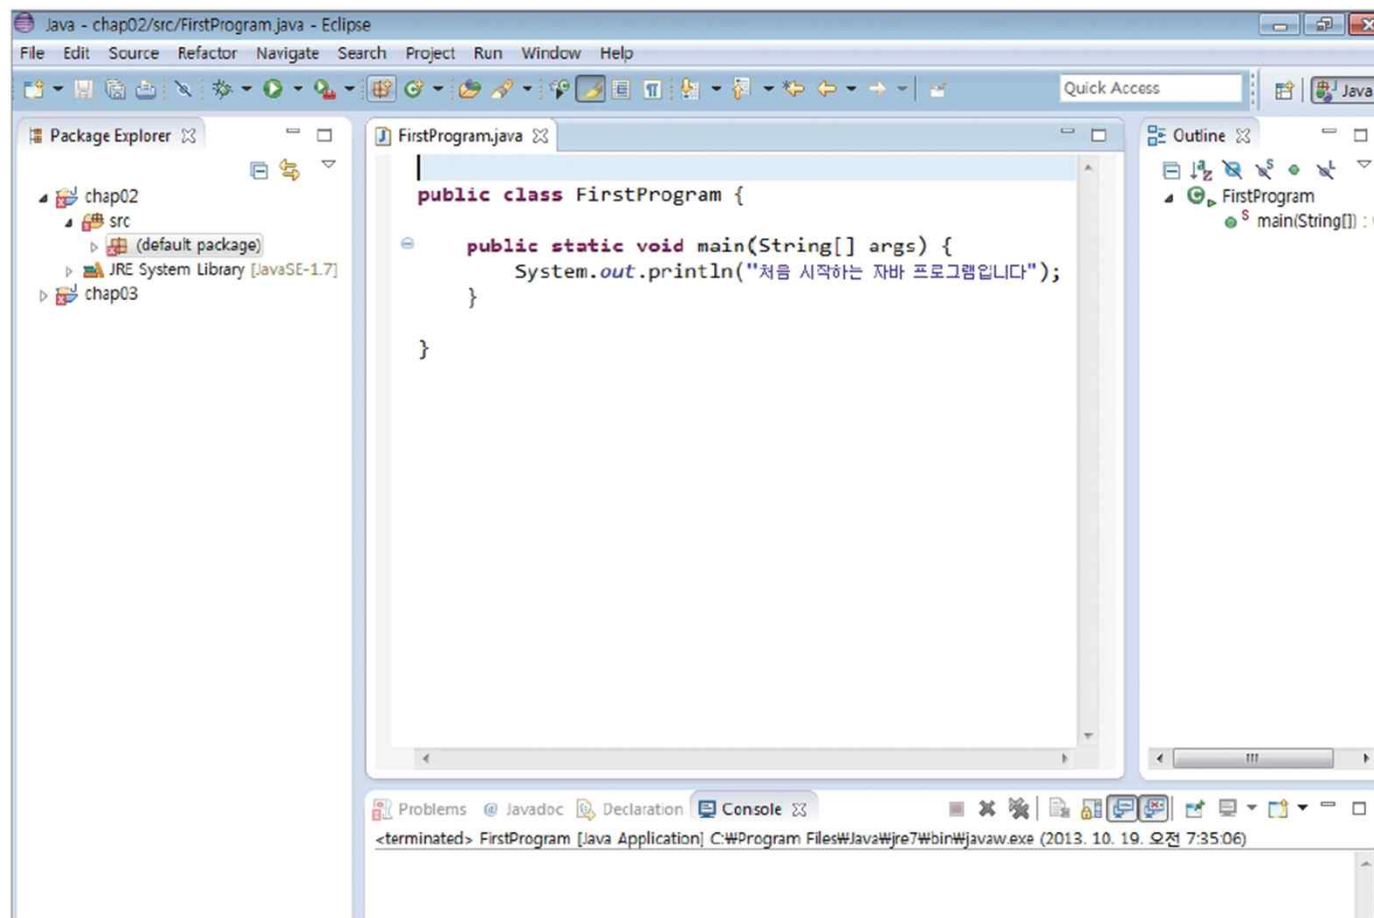 Java - chap02/src/FirstProgram.java - Eclipse
File Edit Source Refactor Navigate Search Project Run Window Help
Quick Access
Java
Package Explorer
chap02
src
(default package)
JRE System Library [JavaSE-1.7]
chap03
FirstProgram.java
public class FirstProgram {
public static void main(String[] args) {
System.out.println("처음 시작하는 자바 프로그램입니다");
}
}
Outline
FirstProgram
main(String[]) :
Problems @ Javadoc Declaration Console
<terminated> FirstProgram [Java Application] C:₩Program Files₩Java₩jre7₩bin₩javaw.exe (2013. 10. 19. 오전 7:35:06)